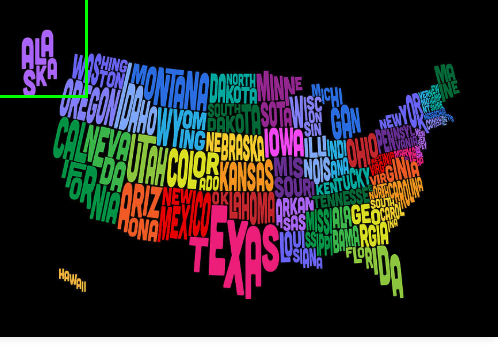 ALASKA
WASHINGTON
OREGON
IDAHO
MONTANA
NORTH DAKOTA
SOUTH DAKOTA
MINNESOTA
WISCONSIN
MICHIGAN
WYOMING
NEBRASKA
IOWA
ILLINOIS
INDIANA
OHIO
NEW YORK
MAINE
PENNSYLVANIA
CALIFORNIA
NEVADA
UTAH
COLORADO
KANSAS
MISSOURI
KENTUCKY
VIRGINIA
NORTH CAROLINA
TENNESSEE
ARIZONA
NEW MEXICO
OKLAHOMA
ARKANSAS
MISSISSIPPI
ALABAMA
GEORGIA
SOUTH CAROLINA
TEXAS
LOUISIANA
FLORIDA
HAWAII